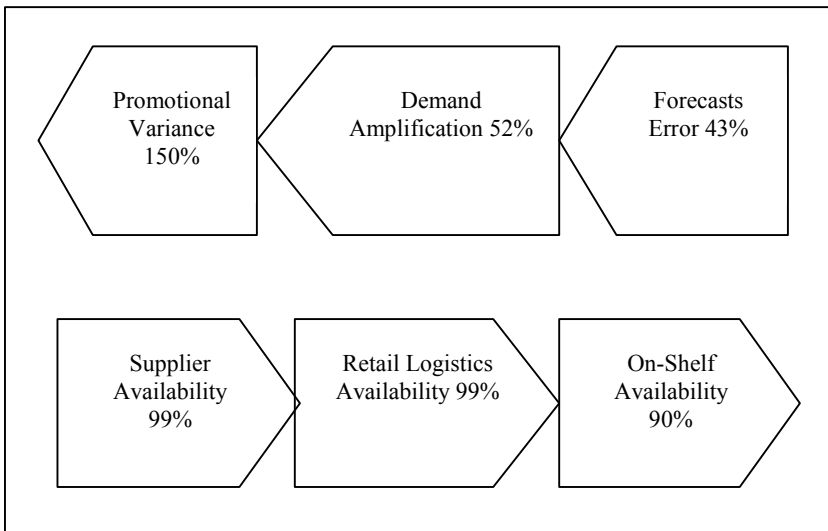 Promotional
Variance
150%
Demand
Amplification 52%
Forecasts
Error 43%
Supplier
Availability
99%
Retail Logistics
Availability 99%
On-Shelf
Availability
90%